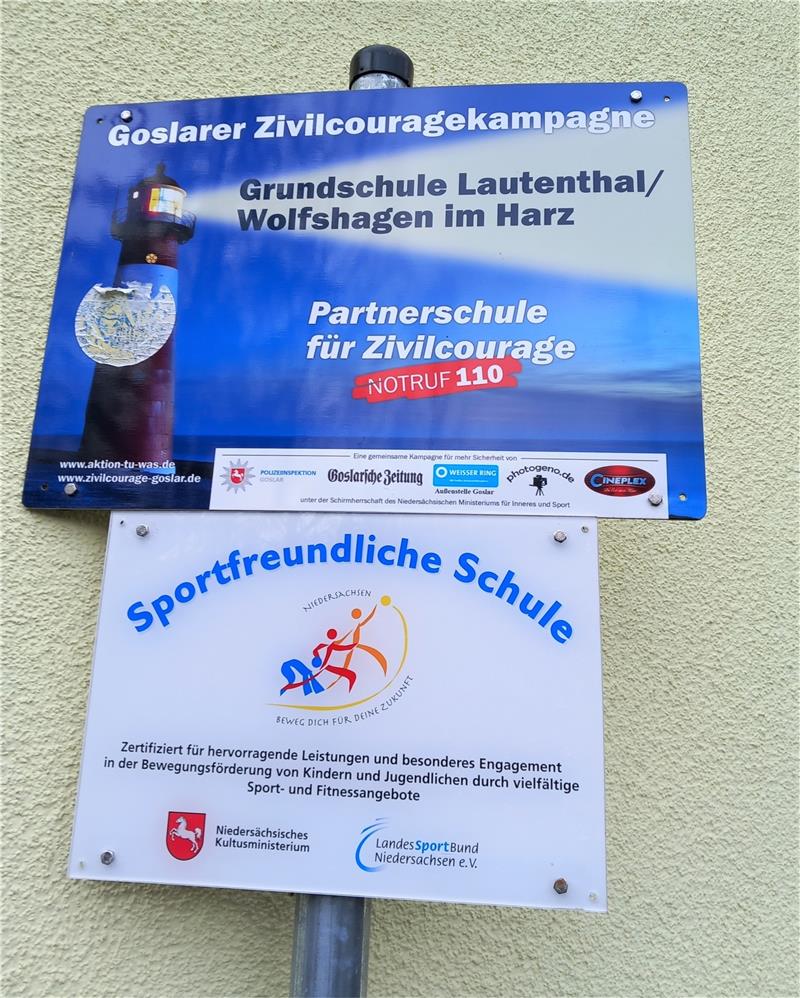 Goslarer Zivilcouragekampagne
Grundschule Lautenthal/
Wolfshagen im Harz
Partnerschule
für Zivilcourage
NOTRUF 110
www.aktion-tu-was.de
www.zivilcourage-goslar.de
Eine gemeinsame Kampagne für mehr Sicherheit von
POLIZEIINSPEKTION
GOSLAR
Goslarsche Zeitung
WEISSER RING
Außenstelle Goslar
photogeno.de
CINEPLEX
unter der Schirmherrschaft des Niedersächsischen Ministeriums für Inneres und Sport
Sportfreundliche Schule
NIEDERSACHSEN
BEWEG DICH FÜR DEINE ZUKUNFT
Zertifiziert für hervorragende Leistungen und besonderes Engagement
in der Bewegungsförderung von Kindern und Jugendlichen durch vielfältige
Sport- und Fitnessangebote
Niedersächsisches
Kultusministerium
LandesSportBund
Niedersachsen e.V.